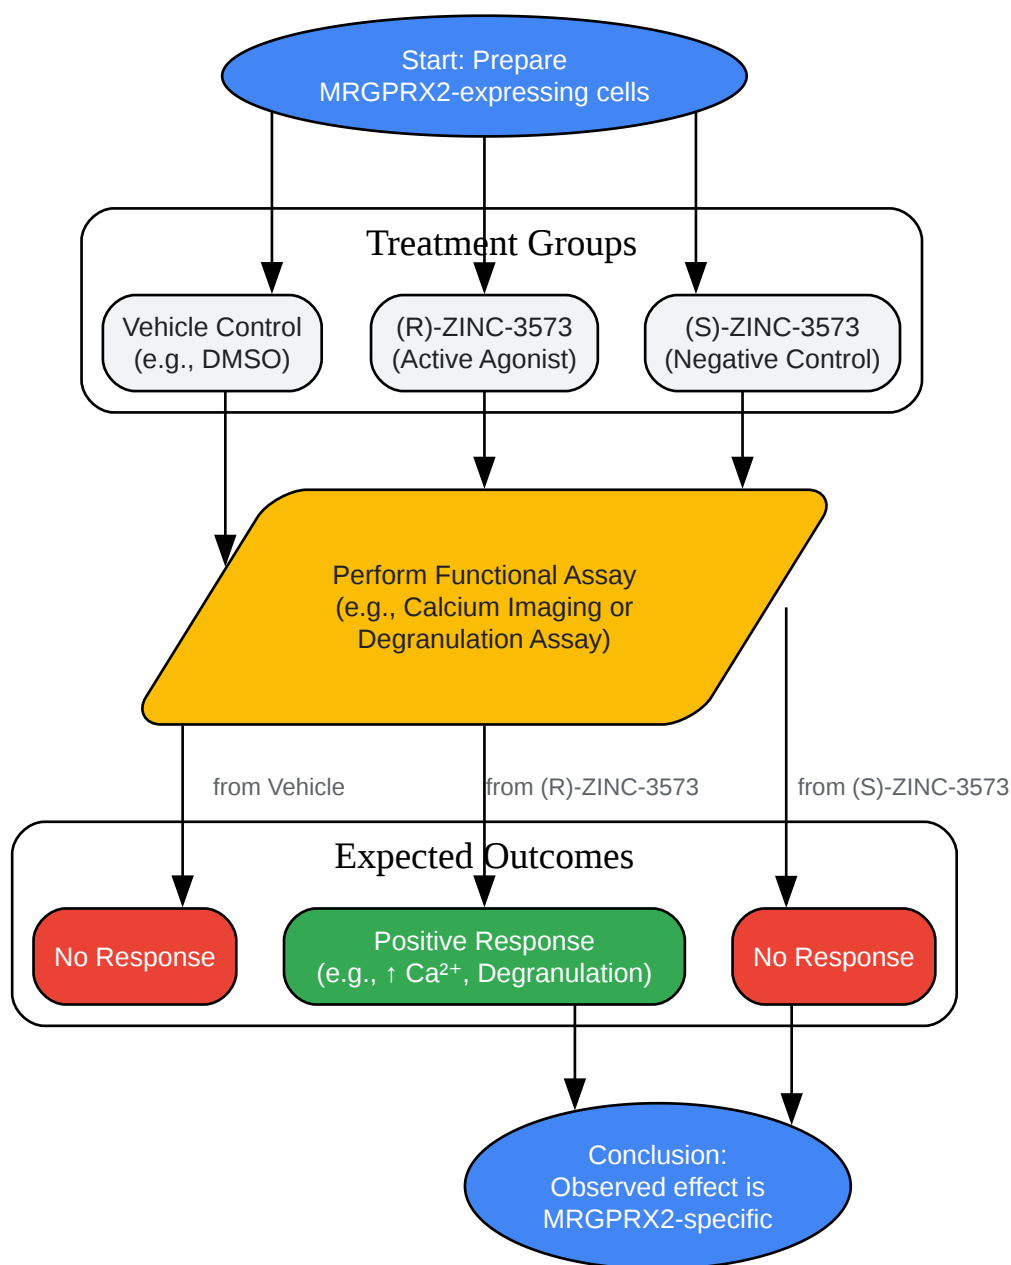 Start: Prepare
MRGPRX2-expressing cells
Treatment Groups
Vehicle Control
(e.g., DMSO)
(R)-ZINC-3573
(Active Agonist)
(S)-ZINC-3573
(Negative Control)
Perform Functional Assay
(e.g., Calcium Imaging or
Degranulation Assay)
from Vehicle
from (R)-ZINC-3573
from (S)-ZINC-3573
Expected Outcomes
No Response
Positive Response
(e.g., ↑ Ca²⁺, Degranulation)
No Response
Conclusion:
Observed effect is
MRGPRX2-specific